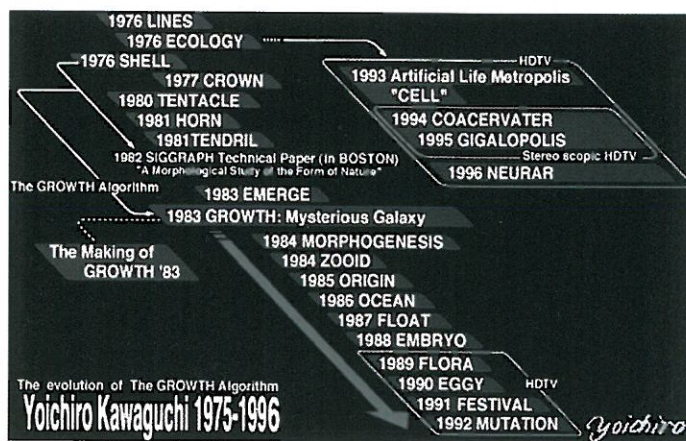 1976 LINES
1976 ECOLOGY
1976 SHELL
1977 CROWN
1980 TENTACLE
1981 HORN
1981TENDRIL
1982 SIGGRAPH Technical Paper (in BOSTON)
"A Morphological Study of the Form of Nature"
The GROWTH Algorithm
1983 EMERGE
1983 GROWTH: Mysterious Galaxy
The Making of
GROWTH '83
1984 MORPHOGENESIS
1984 ZOOID
1985 ORIGIN
1986 OCEAN
1987 FLOAT
1988 EMBRYO
1989 FLORA
1990 EGGY
HDTV
1991 FESTIVAL
1992 MUTATION
HDTV
1993 Artificial Life Metropolis
"CELL"
1994 COACERVATER
1995 GIGALOPOLIS
Stereo scopic HDTV
1996 NEURAR
The evolution of The GROWTH Algorithm
Yoichiro Kawaguchi 1975-1996
yoichiro